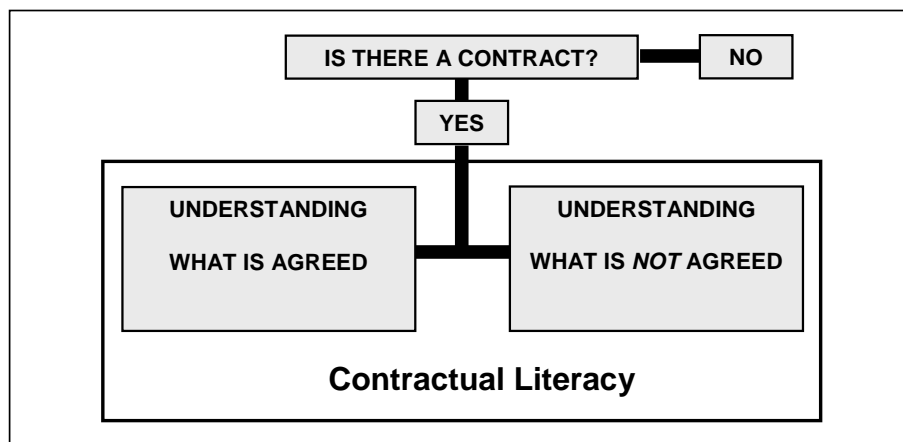 IS THERE A CONTRACT?
NO
YES
UNDERSTANDING
WHAT IS AGREED
UNDERSTANDING
WHAT IS NOT AGREED
Contractual Literacy